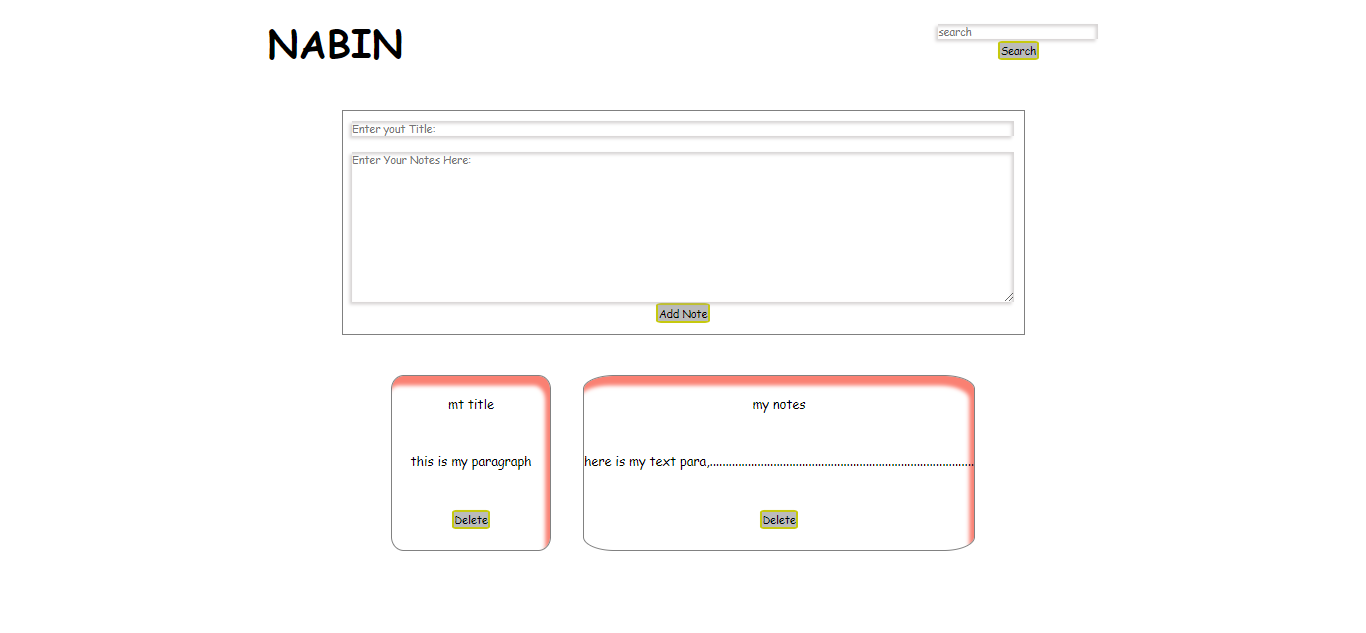 NABIN
search
Search
Enter yout Title:
Enter Your Notes Here:
Add Note
mt title
this is my paragraph
Delete
my notes
here is my text para,....................................................................................
Delete